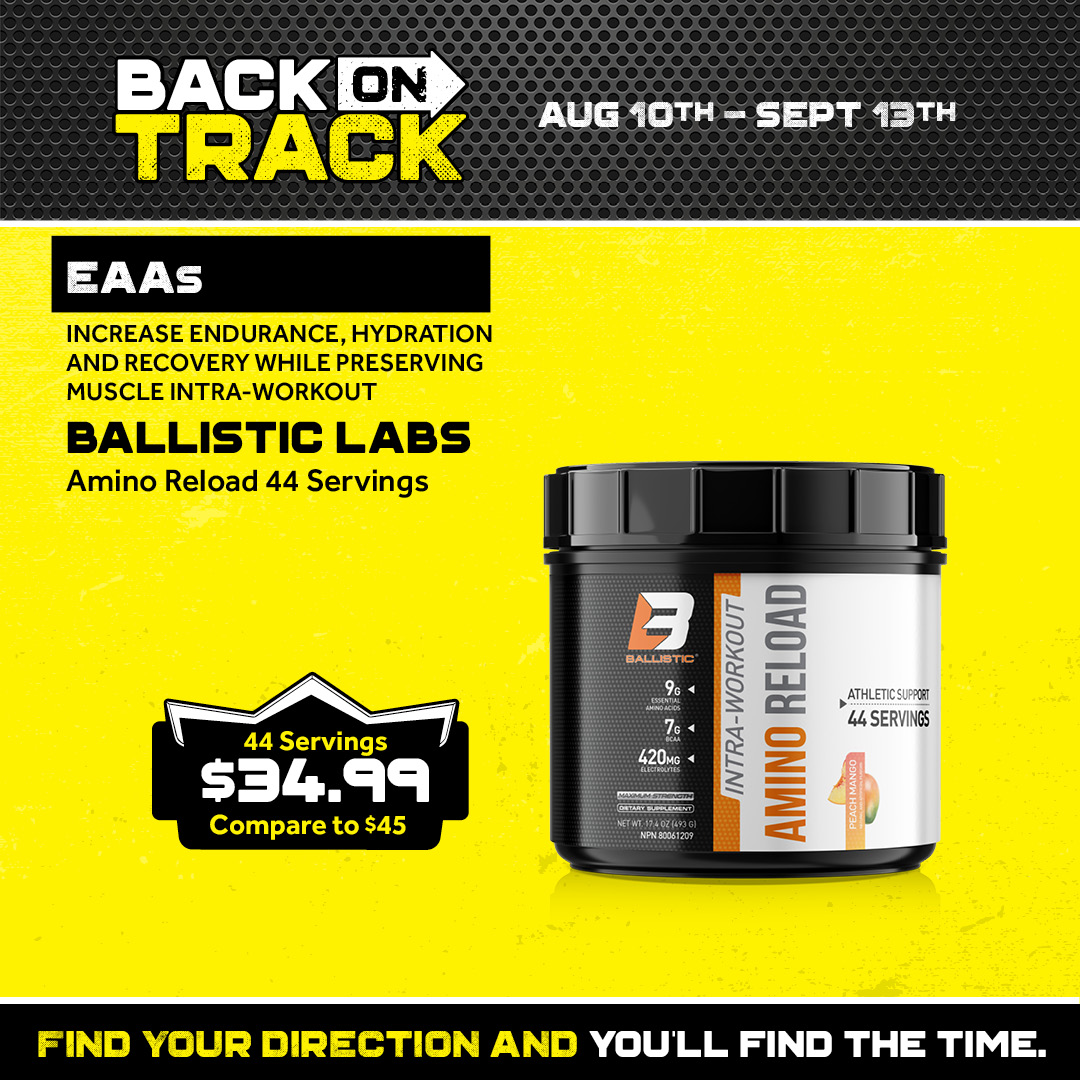 BACK ON
TRACK
AUG 10TH – SEPT 13TH
EAAs
INCREASE ENDURANCE, HYDRATION
AND RECOVERY WHILE PRESERVING
MUSCLE INTRA-WORKOUT
BALLISTIC LABS
Amino Reload 44 Servings
44 Servings
$34.99
Compare to $45
B
BALLISTIC
9G
ESSENTIAL
AMINO ACIDS
7G
BCAA
420MG
ELECTROLYTES
MAXIMUM STRENGTH
DIETARY SUPPLEMENT
NET WT. 17.4 OZ (493 G)
NPN 80061209
INTRA-WORKOUT
AMINO RELOAD
ATHLETIC SUPPORT
44 SERVINGS
PEACH MANGO
FIND YOUR DIRECTION AND YOU'LL FIND THE TIME.